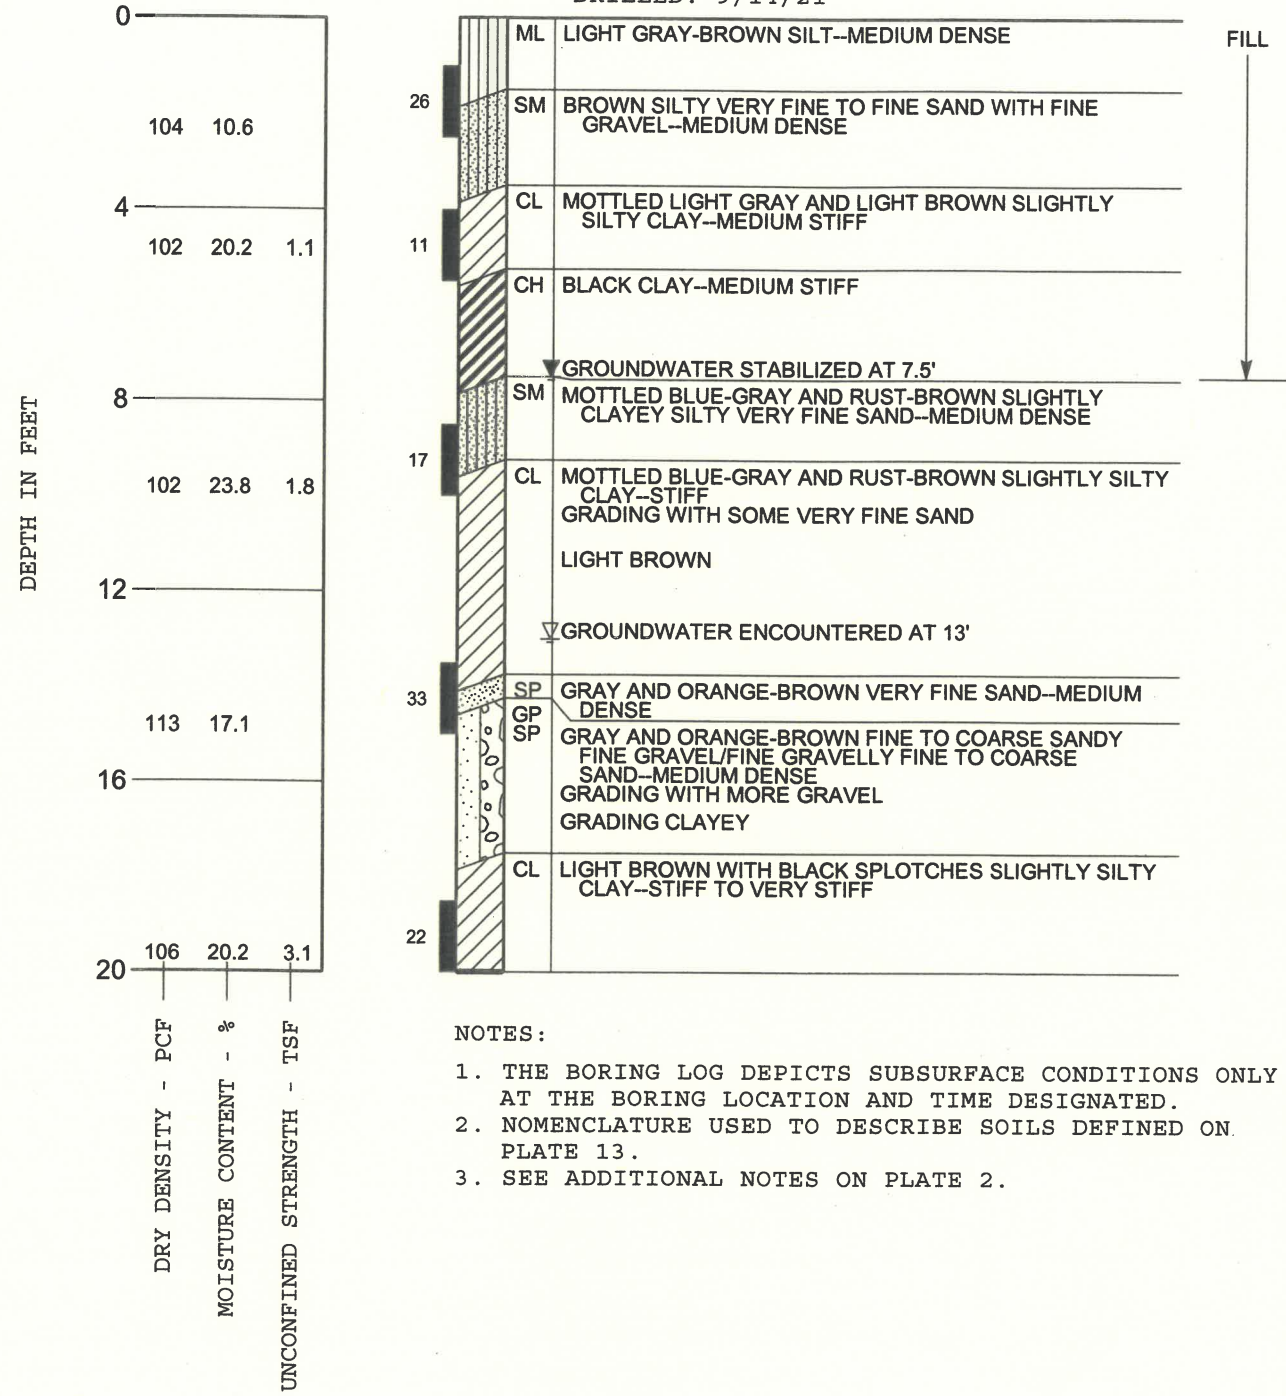 DRILLED: 9/14/21
0
ML LIGHT GRAY-BROWN SILT--MEDIUM DENSE
FILL
26
SM BROWN SILTY VERY FINE TO FINE SAND WITH FINE
GRAVEL--MEDIUM DENSE
104 10.6
4
CL MOTTLED LIGHT GRAY AND LIGHT BROWN SLIGHTLY
SILTY CLAY--MEDIUM STIFF
102 20.2 1.1
11
CH BLACK CLAY--MEDIUM STIFF
GROUNDWATER STABILIZED AT 7.5'
8
SM MOTTLED BLUE-GRAY AND RUST-BROWN SLIGHTLY
CLAYEY SILTY VERY FINE SAND--MEDIUM DENSE
17
CL MOTTLED BLUE-GRAY AND RUST-BROWN SLIGHTLY SILTY
CLAY--STIFF
102 23.8 1.8
GRADING WITH SOME VERY FINE SAND
LIGHT BROWN
DEPTH IN FEET
12
GROUNDWATER ENCOUNTERED AT 13'
33
SP GRAY AND ORANGE-BROWN VERY FINE SAND--MEDIUM
DENSE
113 17.1
GP
SP GRAY AND ORANGE-BROWN FINE TO COARSE SANDY
FINE GRAVEL/FINE GRAVELLY FINE TO COARSE
SAND--MEDIUM DENSE
16
GRADING WITH MORE GRAVEL
GRADING CLAYEY
CL LIGHT BROWN WITH BLACK SPLOTCHES SLIGHTLY SILTY
CLAY--STIFF TO VERY STIFF
22
106 20.2 3.1
20
DRY DENSITY - PCF
MOISTURE CONTENT - %
UNCONFINED STRENGTH - TSF
NOTES:
1. THE BORING LOG DEPICTS SUBSURFACE CONDITIONS ONLY
AT THE BORING LOCATION AND TIME DESIGNATED.
2. NOMENCLATURE USED TO DESCRIBE SOILS DEFINED ON
PLATE 13.
3. SEE ADDITIONAL NOTES ON PLATE 2.